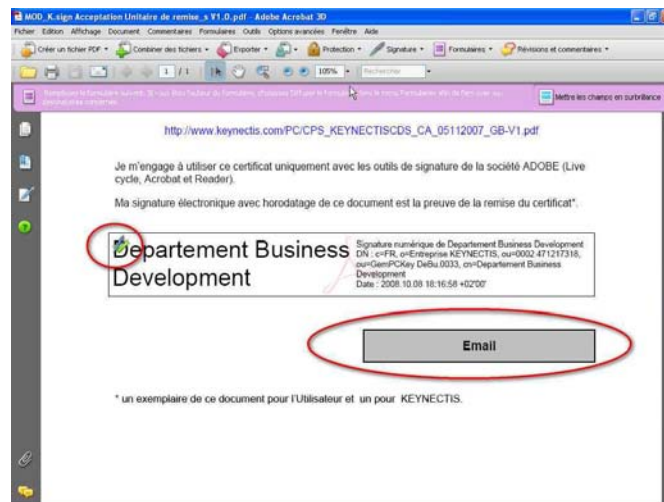 MOD_K.sign Acceptation Unitaire de remise_s V1.0.pdf - Adobe Acrobat 3D
Fichier Edition Affichage Document Commentaires Formulaires Outils Options avancées Fenêtre Aide
Créer un fichier PDF Combiner des fichiers Exporter Protection Signature Formulaires Révisions et commentaires
1 / 1 105% Rechercher
Mettre les champs en surbrillance
http://www.keynectis.com/PC/CPS_KEYNECTISCDS_CA_05112007_GB-V1.pdf
Je m'engage à utiliser ce certificat uniquement avec les outils de signature de la société ADOBE (Live
cycle, Acrobat et Reader).
Ma signature électronique avec horodatage de ce document est la preuve de la remise du certificat*.
Departement Business
Development
Signature numérique de Departement Business Development
DN : c=FR, o=Entreprise KEYNECTIS, ou=0002 471217318,
ou=GemPCKey DeBu.0033, cn=Departement Business
Development
Date : 2008.10.08 18:16:58 +02'00'
Email
* un exemplaire de ce document pour l'Utilisateur et un pour KEYNECTIS.